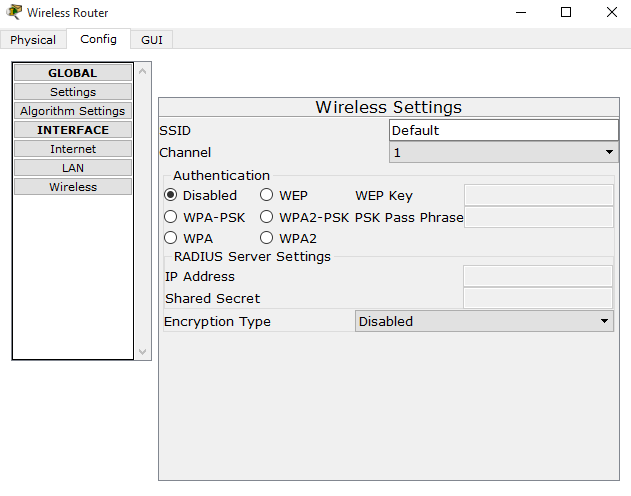 Wireless Router
Physical Config GUI
GLOBAL
Settings
Algorithm Settings
INTERFACE
Internet
LAN
Wireless
Wireless Settings
SSID Default
Channel 1
Authentication
Disabled WEP WEP Key
WPA-PSK WPA2-PSK PSK Pass Phrase
WPA WPA2
RADIUS Server Settings
IP Address
Shared Secret
Encryption Type Disabled